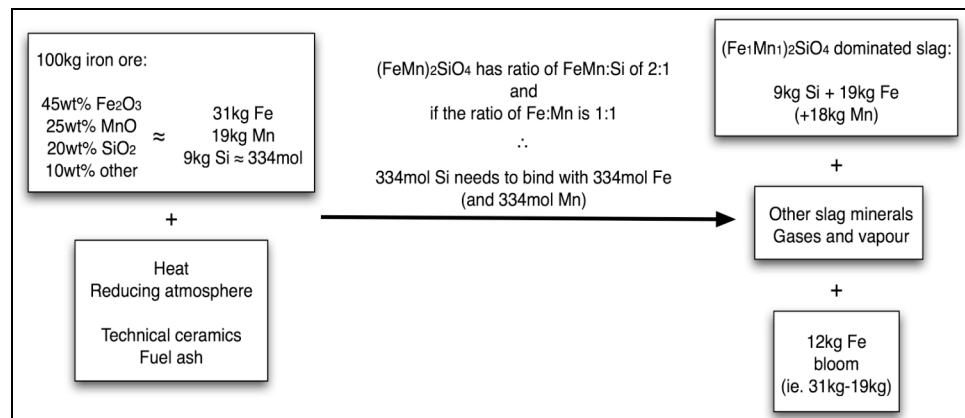 100kg iron ore:
45wt% Fe₂O₃
25wt% MnO
20wt% SiO₂
10wt% other
≈
31kg Fe
19kg Mn
9kg Si ≈ 334mol
+
Heat
Reducing atmosphere
Technical ceramics
Fuel ash
(FeMn)₂SiO₄ has ratio of FeMn:Si of 2:1
and
if the ratio of Fe:Mn is 1:1
∴
334mol Si needs to bind with 334mol Fe
(and 334mol Mn)
(Fe₁Mn₁)₂SiO₄ dominated slag:
9kg Si + 19kg Fe
(+18kg Mn)
+
Other slag minerals
Gases and vapour
+
12kg Fe
bloom
(ie. 31kg-19kg)